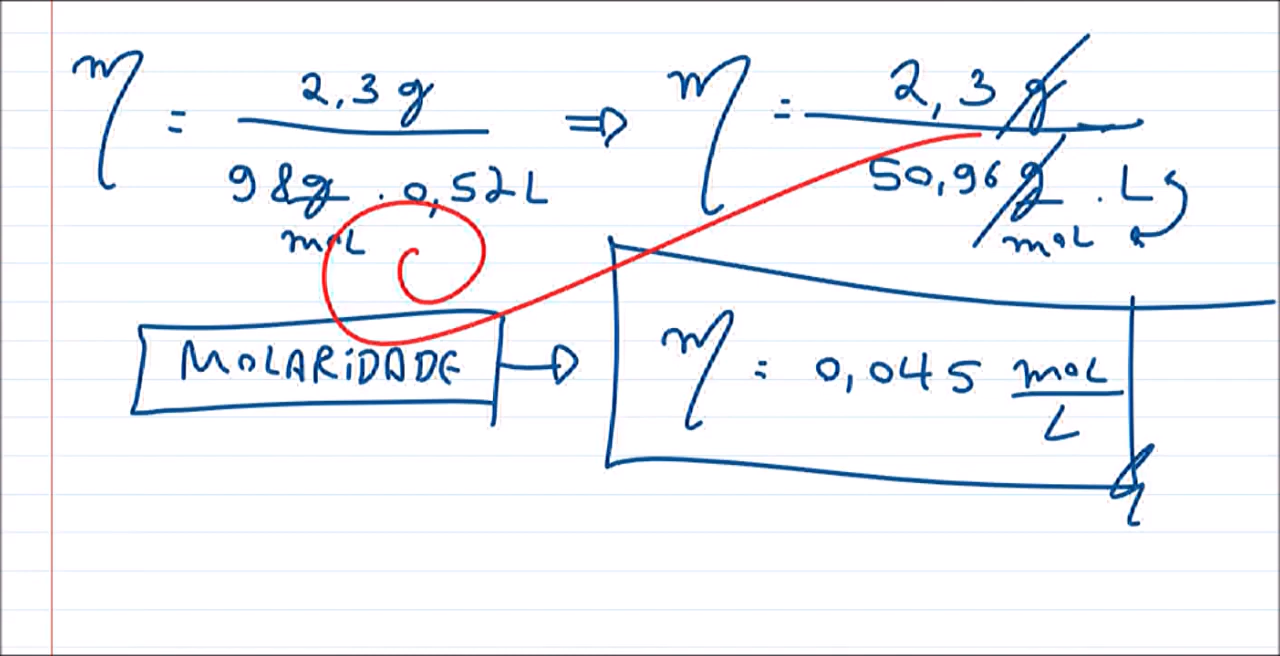 m = 2,3 g / 98 g/mol . 0,52 L ⇒ m = 2,3 g / 50,96 g/mol . L
MOLARiDADE → m = 0,045 mol/L